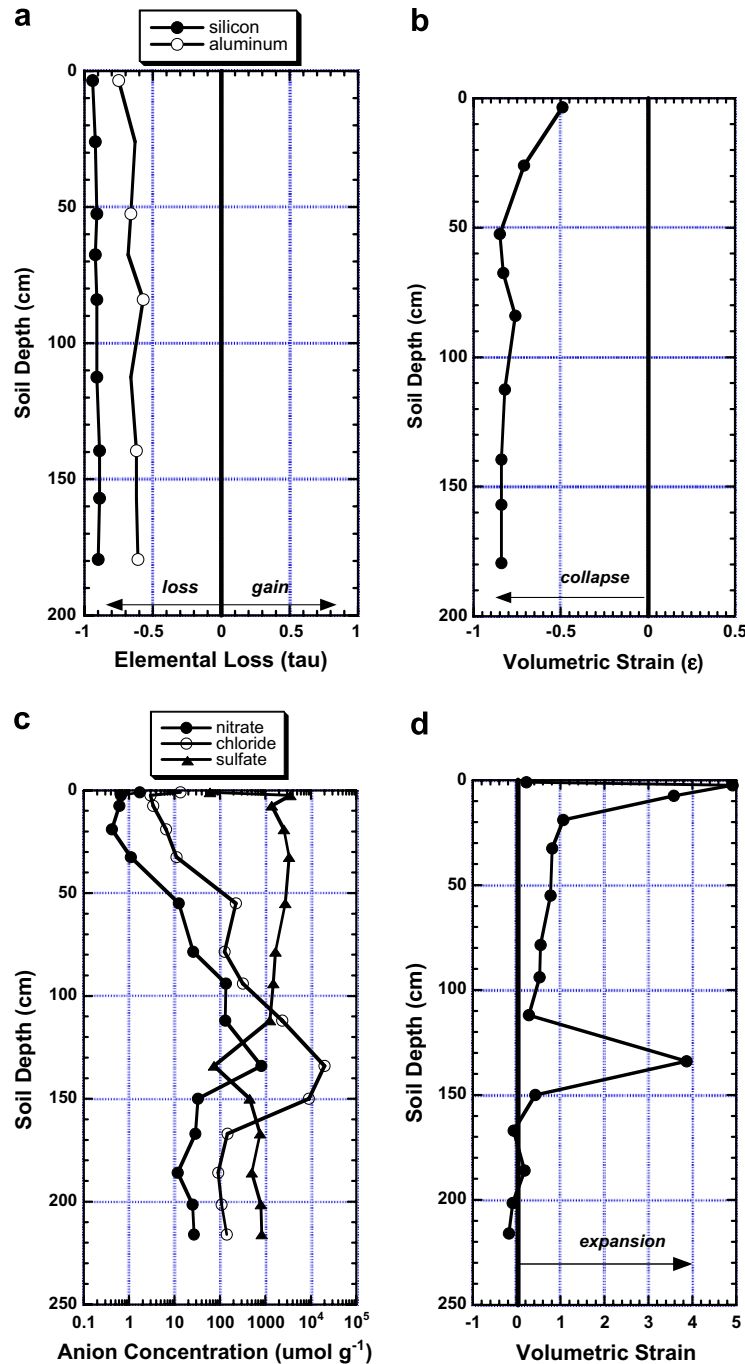 a
silicon
aluminum
0
50
100
150
200
Soil Depth (cm)
loss
gain
-1 -0.5 0 0.5 1
Elemental Loss (tau)
b
0
50
100
150
200
Soil Depth (cm)
collapse
-1 -0.5 0 0.5
Volumetric Strain (ε)
c
nitrate
chloride
sulfate
0
50
100
150
200
250
Soil Depth (cm)
0.1 1 10 100 1000 10⁴ 10⁵
Anion Concentration (umol g⁻¹)
d
0
50
100
150
200
250
Soil Depth (cm)
expansion
-1 0 1 2 3 4 5
Volumetric Strain